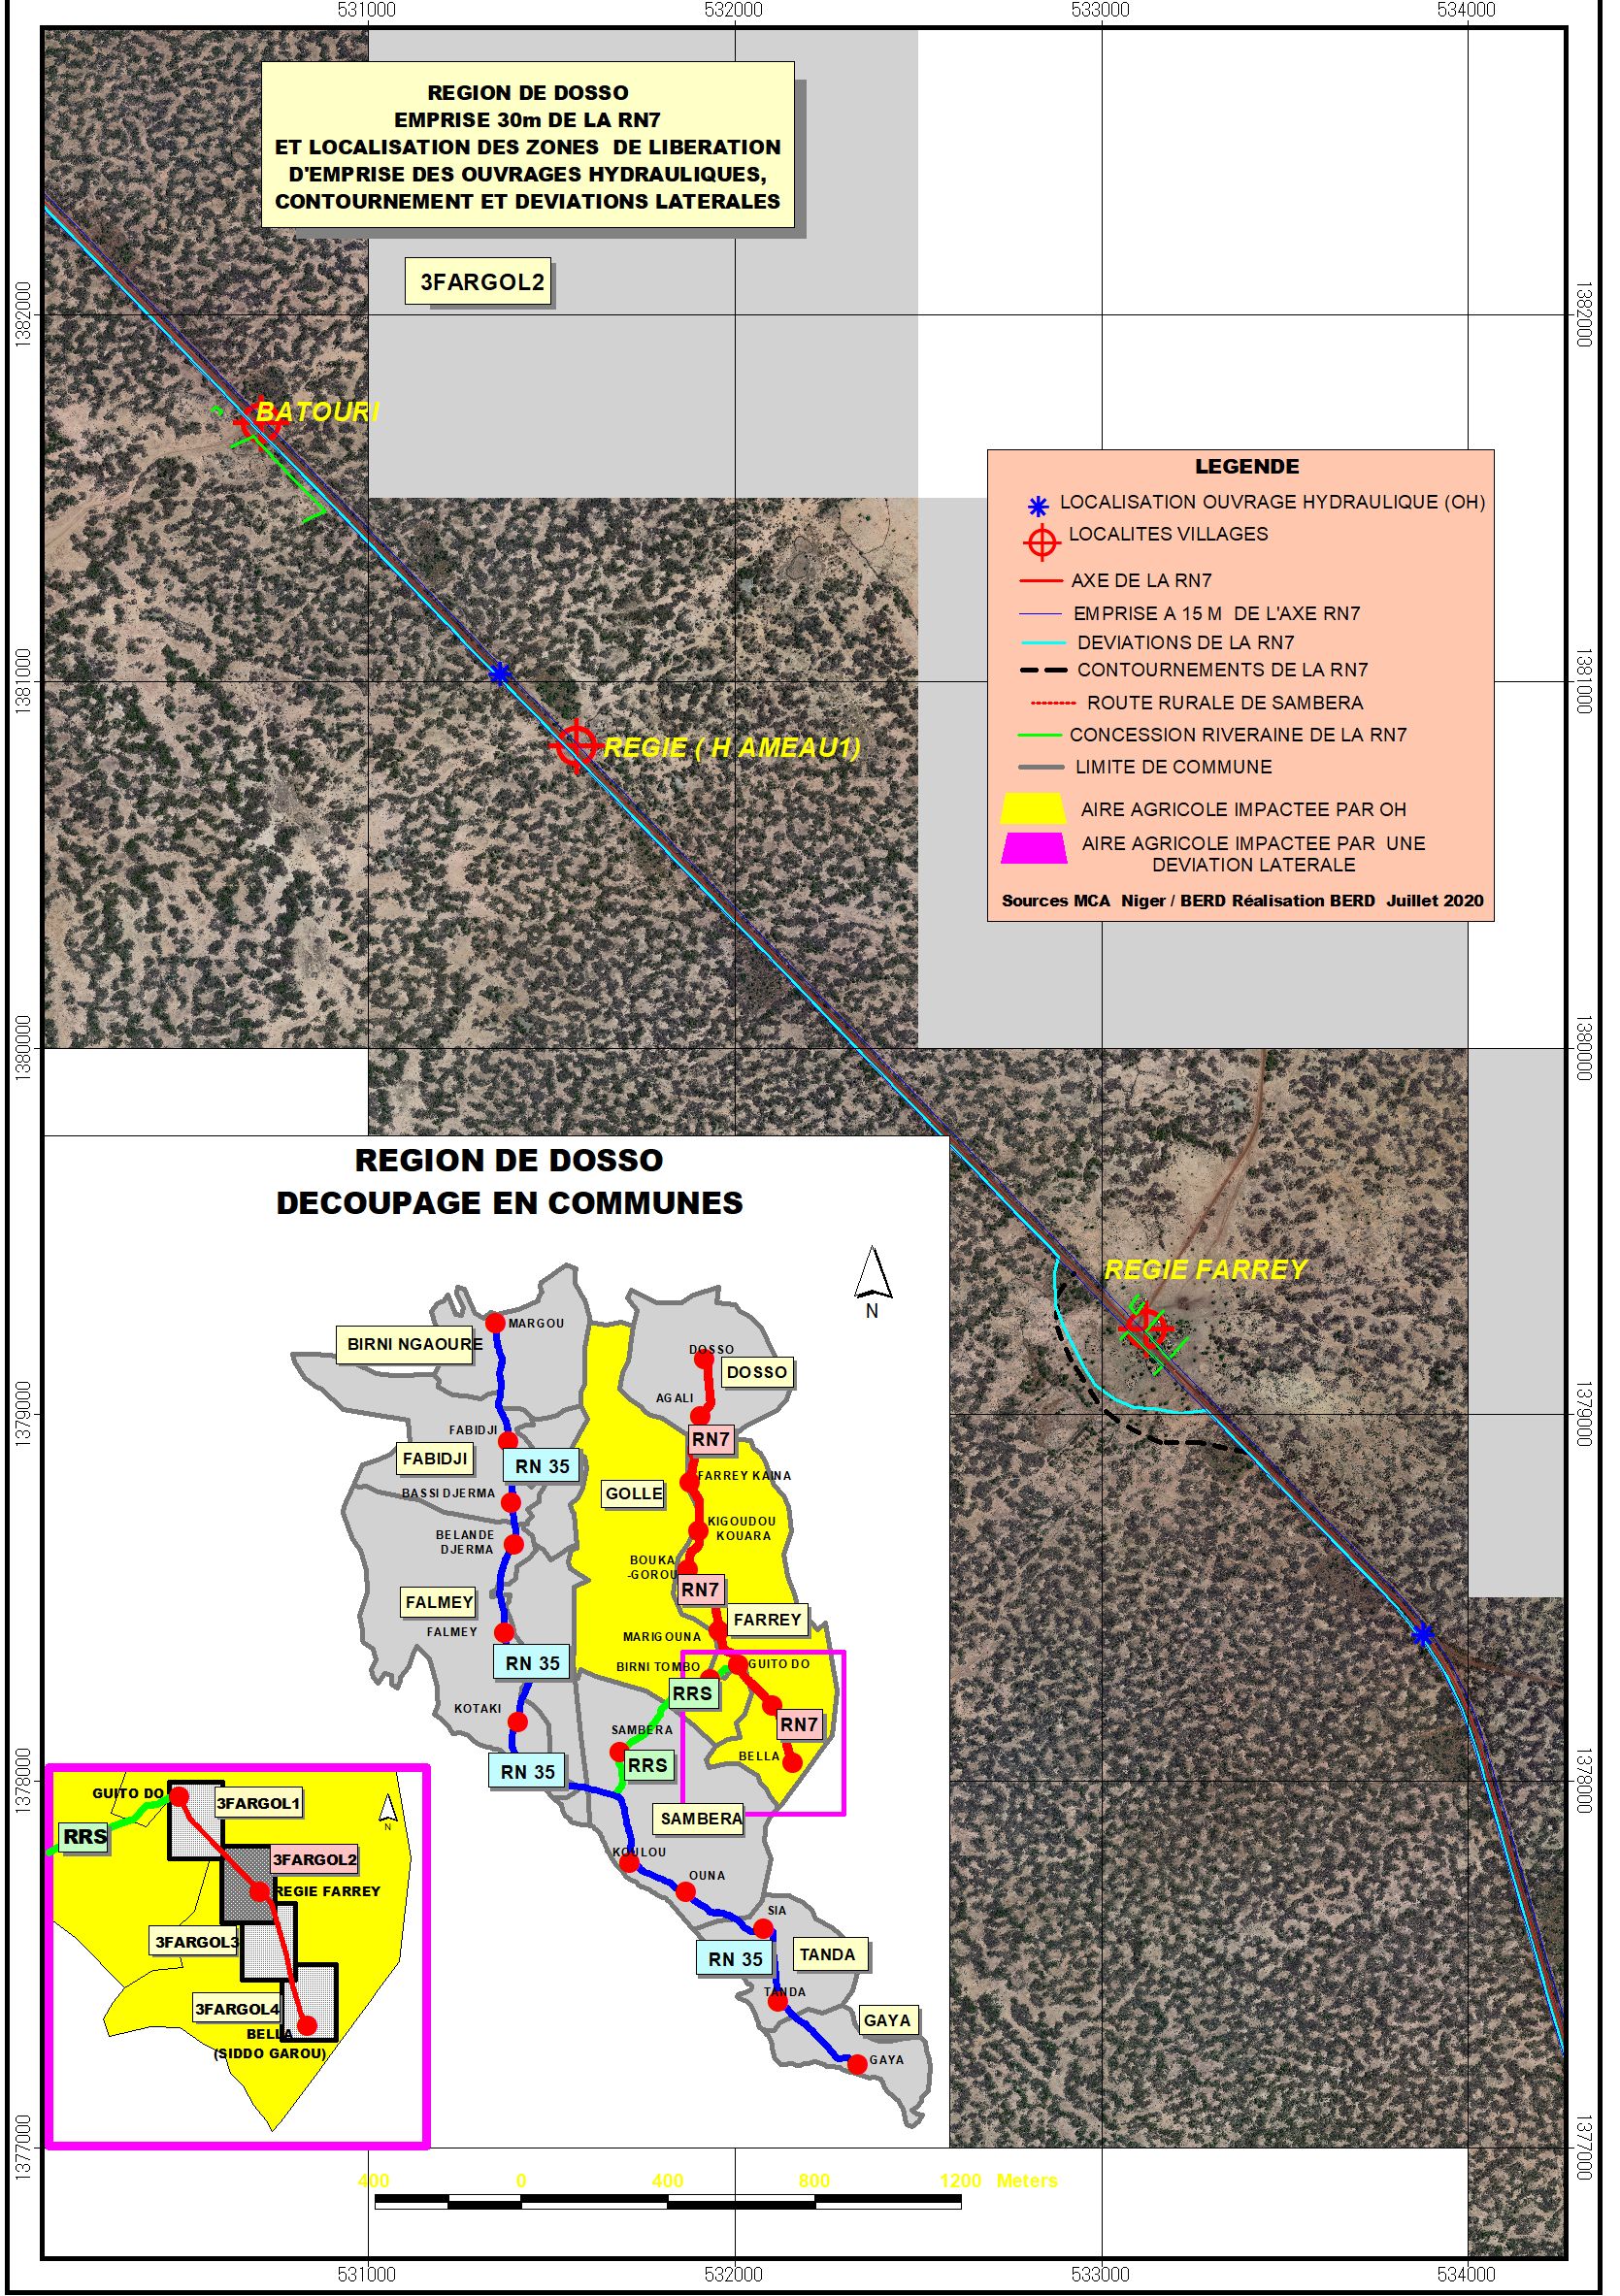 531000 532000 533000 534000
REGION DE DOSSO
EMPRISE 30m DE LA RN7
ET LOCALISATION DES ZONES DE LIBERATION
D'EMPRISE DES OUVRAGES HYDRAULIQUES,
CONTOURNEMENT ET DEVIATIONS LATERALES
3FARGOL2
1382000
1382000
BATOURI
LEGENDE
LOCALISATION OUVRAGE HYDRAULIQUE (OH)
LOCALITES VILLAGES
AXE DE LA RN7
EMPRISE A 15 M DE L'AXE RN7
DEVIATIONS DE LA RN7
CONTOURNEMENTS DE LA RN7
ROUTE RURALE DE SAMBERA
CONCESSION RIVERAINE DE LA RN7
LIMITE DE COMMUNE
AIRE AGRICOLE IMPACTEE PAR OH
AIRE AGRICOLE IMPACTEE PAR UNE
DEVIATION LATERALE
Sources MCA Niger / BERD Réalisation BERD Juillet 2020
1381000
1381000
REGIE ( H AMEAU1)
1380000
1380000
REGIE FARREY
1379000
1379000
1378000
1378000
1377000
1377000
REGION DE DOSSO
DECOUPAGE EN COMMUNES
N
MARGOU
BIRNI NGAOURE
DOSSO
DOSSO
AGALI
RN7
FABIDJI
FABIDJI
RN 35
FARREY KAINA
BASSI DJERMA
GOLLE
KIGOUDOU
KOUARA
BELANDE
DJERMA
BOUKA
-GOROU
RN7
FALMEY
FALMEY
FARREY
MARIGOUNA
RN 35
BIRNI TOMBO
GUITO DO
RRS
KOTAKI
SAMBERA
RN7
BELLA
RN 35
RRS
SAMBERA
KOULOU
OUNA
SIA
RN 35
TANDA
TANDA
GAYA
GAYA
GUITO DO
3FARGOL1
N
RRS
3FARGOL2
REGIE FARREY
3FARGOL3
3FARGOL4
BELLA
(SIDDO GAROU)
400 0 400 800 1200 Meters
531000 532000 533000 534000